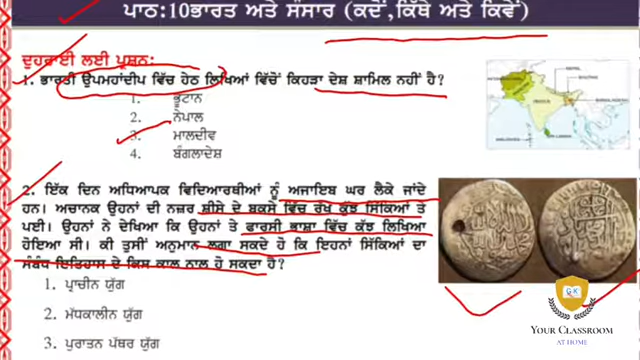 ਪਾਠ:10ਭਾਰਤ ਅਤੇ ਸੰਸਾਰ (ਕਦੋਂ,ਕਿੱਥੇ ਅਤੇ ਕਿਵੇਂ)
ਦੁਹਰਾਈ ਲਈ ਪ੍ਰਸ਼ਨ:
1. ਭਾਰਤੀ ਉਪਮਹਾਂਦੀਪ ਵਿੱਚ ਹੇਠ ਲਿਖਿਆਂ ਵਿੱਚੋਂ ਕਿਹੜਾ ਦੇਸ਼ ਸ਼ਾਮਿਲ ਨਹੀਂ ਹੈ?
1. ਭੂਟਾਨ
2. ਨੇਪਾਲ
3. ਮਾਲਦੀਵ
4. ਬੰਗਲਾਦੇਸ਼
2. ਇੱਕ ਦਿਨ ਅਧਿਆਪਕ ਵਿਦਿਆਰਥੀਆਂ ਨੂੰ ਅਜਾਇਬ ਘਰ ਲੈਕੇ ਜਾਂਦੇ
ਹਨ। ਅਚਾਨਕ ਉਹਨਾਂ ਦੀ ਨਜ਼ਰ ਸ਼ੀਸੇ ਦੇ ਬਕਸੇ ਵਿੱਚ ਰੱਖੇ ਕੁੱਝ ਸਿੱਕਿਆਂ ਤੇ
ਪਈ। ਉਹਨਾਂ ਨੇ ਦੇਖਿਆ ਕਿ ਉਹਨਾਂ ਤੇ ਫਾਰਸੀ ਭਾਸ਼ਾ ਵਿੱਚ ਕੁੱਝ ਲਿਖਿਆ
ਹੋਇਆ ਸੀ। ਕੀ ਤੁਸੀਂ ਅਨੁਮਾਨ ਲਗਾ ਸਕਦੇ ਹੋ ਕਿ ਇਹਨਾਂ ਸਿੱਕਿਆਂ ਦਾ
ਸੰਬੰਧ ਇਤਿਹਾਸ ਦੇ ਕਿਸ ਕਾਲ ਨਾਲ ਹੋ ਸਕਦਾ ਹੈ?
1. ਪ੍ਰਾਚੀਨ ਯੁੱਗ
2. ਮੱਧਕਾਲੀਨ ਯੁੱਗ
3. ਪੁਰਾਤਨ ਪੱਥਰ ਯੁੱਗ
GK
YOUR CLASSROOM
AT HOME